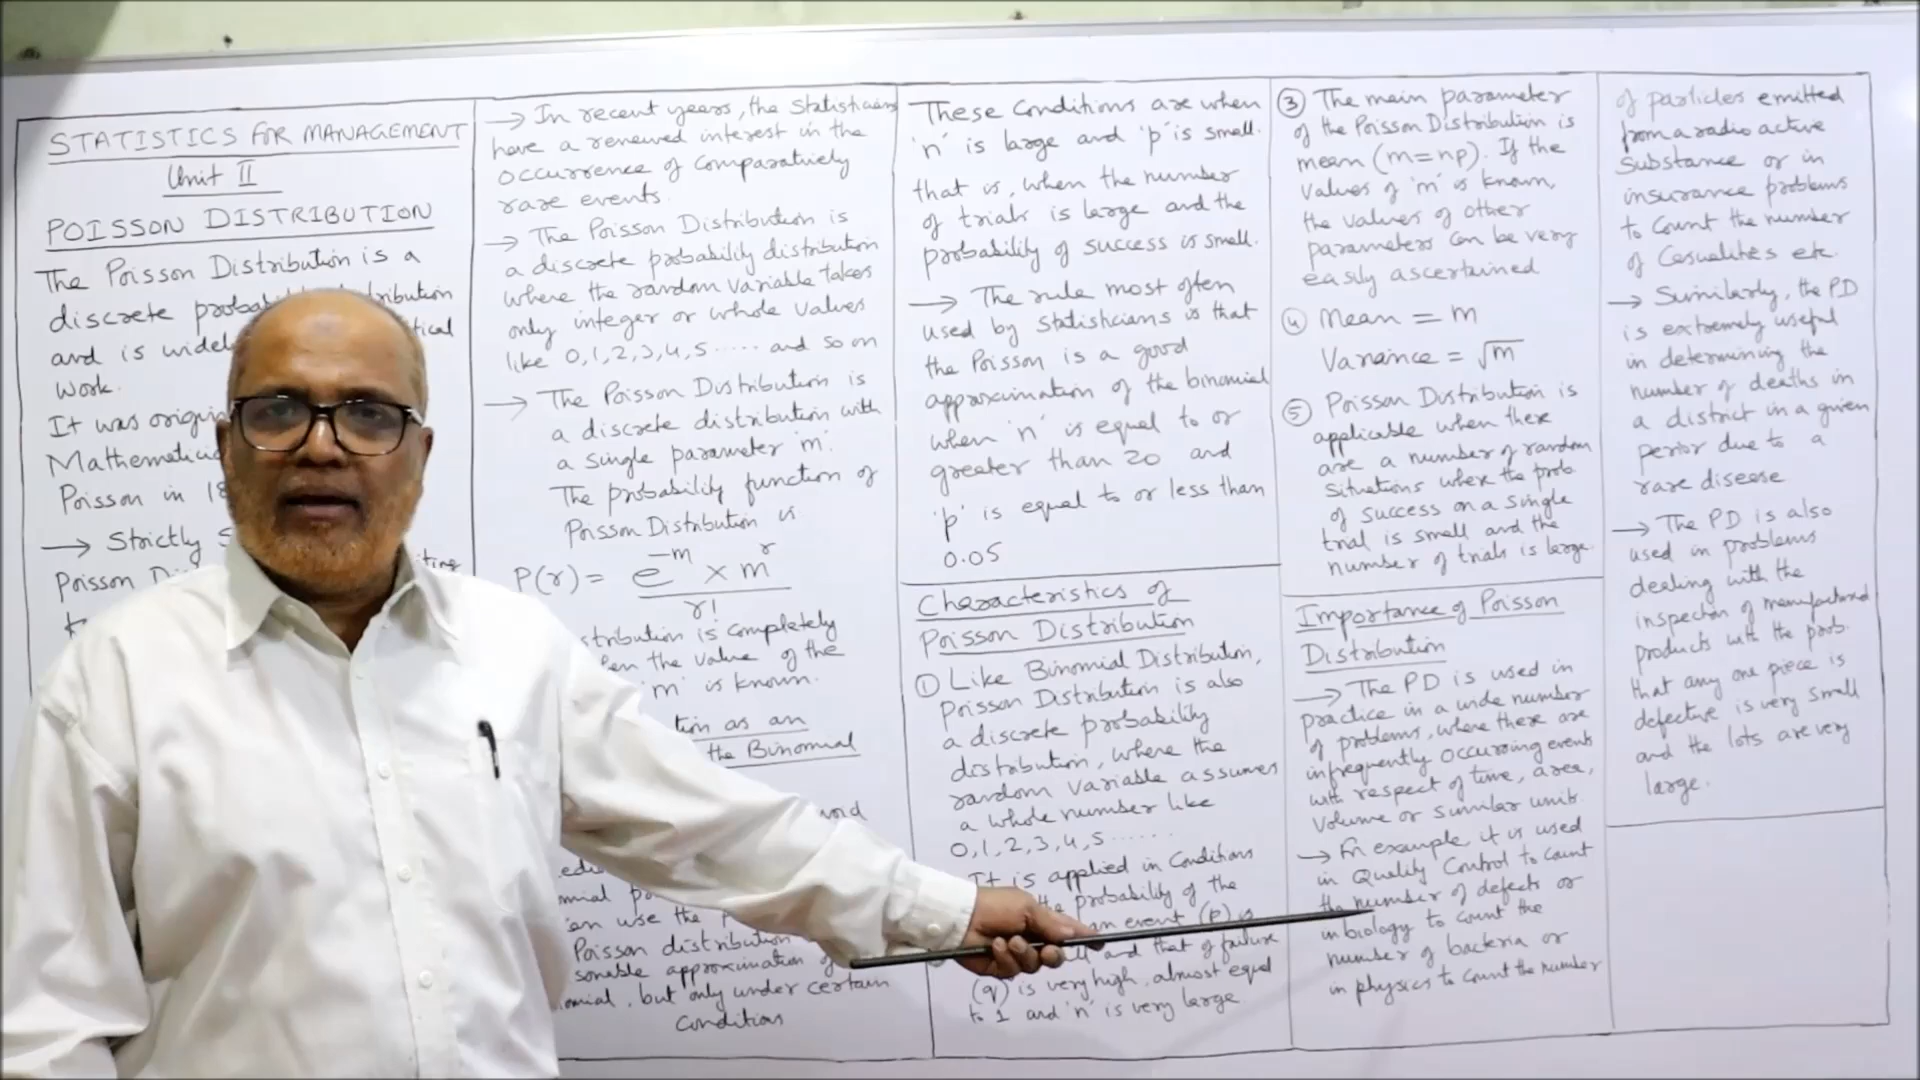 STATISTICS FOR MANAGEMENT
Unit II
POISSON DISTRIBUTION
The Poisson Distribution is a
discrete
and is
work.
It was
Mathematici
Poisson in 18
→ Strictly
Poisson
→ In recent years, the Statisticians
have a renewed interest in the
occurrence of comparatively
rare events.
→ The Poisson Distribution is
a discrete probability distribution
where the random variable takes
only integer or whole values
like 0,1,2,3,4,5 ..... and so on
→ The Poisson Distribution is
a discrete distribution with
a single parameter 'm'.
The probability function of
Poisson Distribution is
P(r) = e^-m × m^r
r!
stribution is completely
the value of the
'm' is known.
as an
the Binomial
use the
Poisson distribution
approximation
, but only under certain
Condition
These Conditions are when
'n' is large and 'p' is small.
that is, when the number
of trials is large and the
probability of success is small.
→ The rule most often
used by statisticians is that
the Poisson is a good
approximation of the binomial
when 'n' is equal to or
greater than 20 and
'p' is equal to or less than
0.05
Characteristics of
Poisson Distribution
① Like Binomial Distribution,
Poisson Distribution is also
a discrete probability
distribution, where the
random variable assumes
a whole number like
0,1,2,3,4,5 ......
It is applied in Conditions
the probability of the
an event (p) is
and that of failure
(q) is very high, almost equal
to 1 and 'n' is very large.
③ The main parameter
of the Poisson Distribution is
mean (m=np). If the
values of 'm' is known,
the values of other
parameters can be very
easily ascertained
④ Mean = m
Variance = √m
⑤ Poisson Distribution is
applicable when there
are a number of random
situations where the prob.
of success on a single
trial is small and the
number of trials is large.
Importance of Poisson
Distribution
→ The PD is used in
practice in a wide number
of problems, where there are
infrequently occurring events
with respect of time, area,
volume or similar units.
→ For example, it is used
in Quality Control to count
the number of defects or
in biology to count the
number of bacteria or
in physics to count the number
of particles emitted
from a radio active
Substance or in
insurance problems
to count the number
of Casualites etc.
→ Similarly, the PD
is extremely useful
in determining the
number of deaths in
a district in a given
period due to a
rare disease
→ The PD is also
used in problems
dealing with the
inspection of manufactured
products with the prob.
that any one piece is
defective is very small
and the lots are very
large.